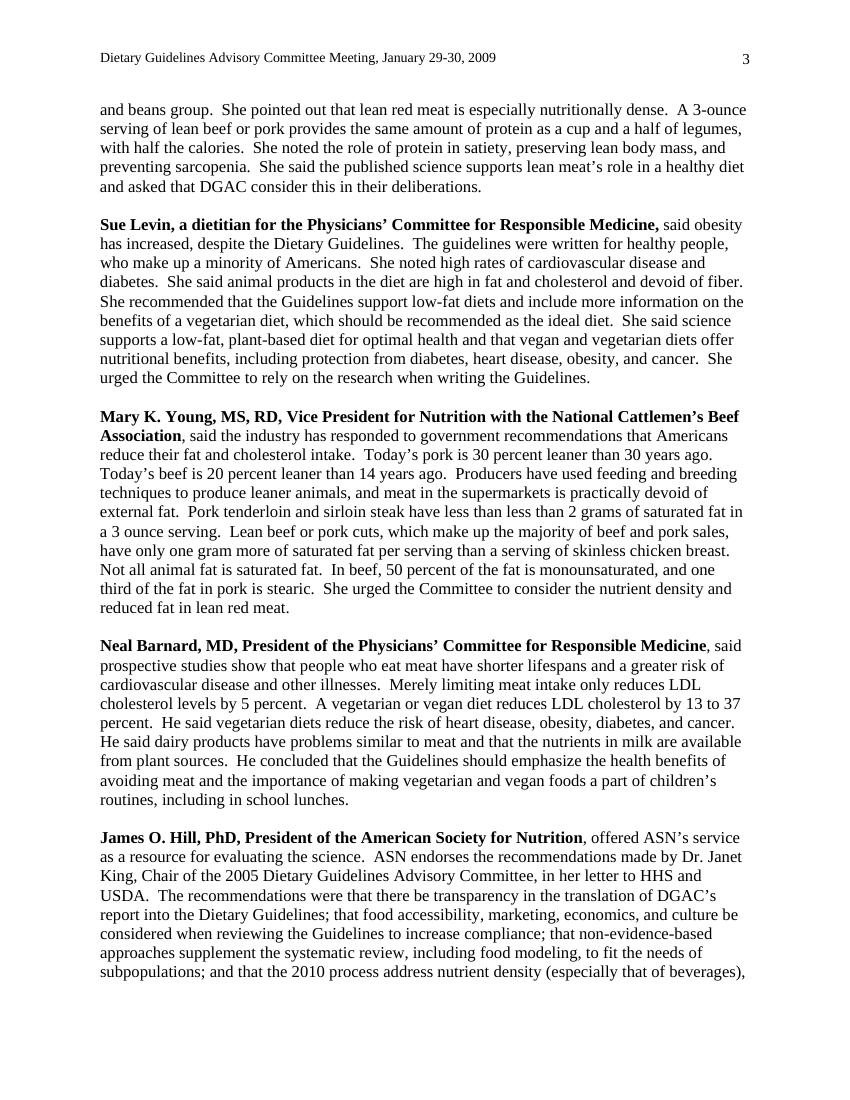 Dietary Guidelines Advisory Committee Meeting, January 29-30, 2009 3
and beans group.  She pointed out that lean red meat is especially nutritionally dense.  A 3-ounce
serving of lean beef or pork provides the same amount of protein as a cup and a half of legumes,
with half the calories.  She noted the role of protein in satiety, preserving lean body mass, and
preventing sarcopenia.  She said the published science supports lean meat’s role in a healthy diet
and asked that DGAC consider this in their deliberations.
Sue Levin, a dietitian for the Physicians’ Committee for Responsible Medicine, said obesity
has increased, despite the Dietary Guidelines.  The guidelines were written for healthy people,
who make up a minority of Americans.  She noted high rates of cardiovascular disease and
diabetes.  She said animal products in the diet are high in fat and cholesterol and devoid of fiber.
She recommended that the Guidelines support low-fat diets and include more information on the
benefits of a vegetarian diet, which should be recommended as the ideal diet.  She said science
supports a low-fat, plant-based diet for optimal health and that vegan and vegetarian diets offer
nutritional benefits, including protection from diabetes, heart disease, obesity, and cancer.  She
urged the Committee to rely on the research when writing the Guidelines.
Mary K. Young, MS, RD, Vice President for Nutrition with the National Cattlemen’s Beef
Association, said the industry has responded to government recommendations that Americans
reduce their fat and cholesterol intake.  Today’s pork is 30 percent leaner than 30 years ago.
Today’s beef is 20 percent leaner than 14 years ago.  Producers have used feeding and breeding
techniques to produce leaner animals, and meat in the supermarkets is practically devoid of
external fat.  Pork tenderloin and sirloin steak have less than less than 2 grams of saturated fat in
a 3 ounce serving.  Lean beef or pork cuts, which make up the majority of beef and pork sales,
have only one gram more of saturated fat per serving than a serving of skinless chicken breast.
Not all animal fat is saturated fat.  In beef, 50 percent of the fat is monounsaturated, and one
third of the fat in pork is stearic.  She urged the Committee to consider the nutrient density and
reduced fat in lean red meat.
Neal Barnard, MD, President of the Physicians’ Committee for Responsible Medicine, said
prospective studies show that people who eat meat have shorter lifespans and a greater risk of
cardiovascular disease and other illnesses.  Merely limiting meat intake only reduces LDL
cholesterol levels by 5 percent.  A vegetarian or vegan diet reduces LDL cholesterol by 13 to 37
percent.  He said vegetarian diets reduce the risk of heart disease, obesity, diabetes, and cancer.
He said dairy products have problems similar to meat and that the nutrients in milk are available
from plant sources.  He concluded that the Guidelines should emphasize the health benefits of
avoiding meat and the importance of making vegetarian and vegan foods a part of children’s
routines, including in school lunches.
James O. Hill, PhD, President of the American Society for Nutrition, offered ASN’s service
as a resource for evaluating the science.  ASN endorses the recommendations made by Dr. Janet
King, Chair of the 2005 Dietary Guidelines Advisory Committee, in her letter to HHS and
USDA.  The recommendations were that there be transparency in the translation of DGAC’s
report into the Dietary Guidelines; that food accessibility, marketing, economics, and culture be
considered when reviewing the Guidelines to increase compliance; that non-evidence-based
approaches supplement the systematic review, including food modeling, to fit the needs of
subpopulations; and that the 2010 process address nutrient density (especially that of beverages),